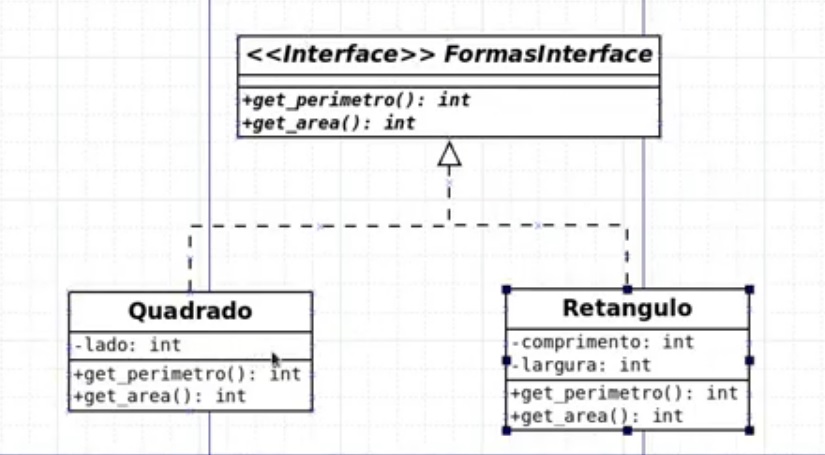 <<Interface>> FormasInterface
+get_perimetro(): int
+get_area(): int
Quadrado
-lado: int
+get_perimetro(): int
+get_area(): int
Retangulo
-comprimento: int
-largura: int
+get_perimetro(): int
+get_area(): int